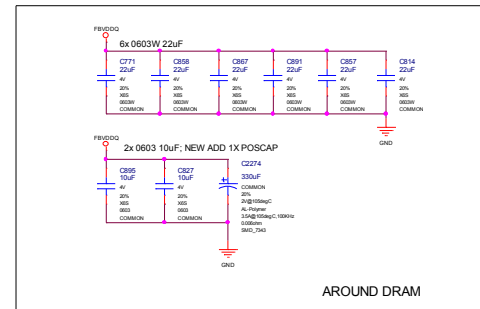 FBVDDQ
6x 0603W 22uF
C771 C858 C867 C891 C857 C814
22uF 22uF 22uF 22uF 22uF 22uF
4V 4V 4V 4V 4V 4V
20% 20% 20% 20% 20% 20%
X6S X6S X6S X6S X6S X6S
0603W 0603W 0603W 0603W 0603W 0603W
COMMON COMMON COMMON COMMON COMMON COMMON
GND
FBVDDQ
2x 0603 10uF; NEW ADD 1X POSCAP
C895 C827 C2274
10uF 10uF 330uF
4V 4V COMMON
20% 20% 20%
X6S X6S 2V@105degC
0603 0603 AL-Polymer
COMMON COMMON 3.5A@105degC,100KHz
0.006ohm
SMD_7343
GND
AROUND DRAM